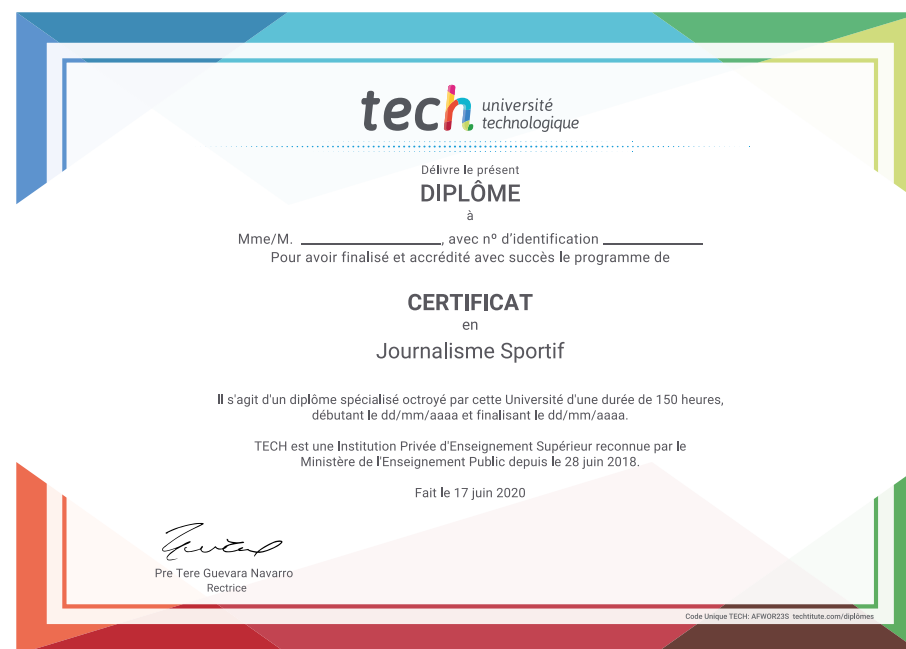 tech université
technologique
Délivre le présent
DIPLÔME
à
Mme/M. ____________________, avec nº d'identification ______________
Pour avoir finalisé et accrédité avec succès le programme de
CERTIFICAT
en
Journalisme Sportif
Il s'agit d'un diplôme spécialisé octroyé par cette Université d'une durée de 150 heures,
débutant le dd/mm/aaaa et finalisant le dd/mm/aaaa.
TECH est une Institution Privée d'Enseignement Supérieur reconnue par le
Ministère de l'Enseignement Public depuis le 28 juin 2018.
Fait le 17 juin 2020
Pre Tere Guevara Navarro
Rectrice
Code Unique TECH: AFWOR23S techtitute.com/diplômes